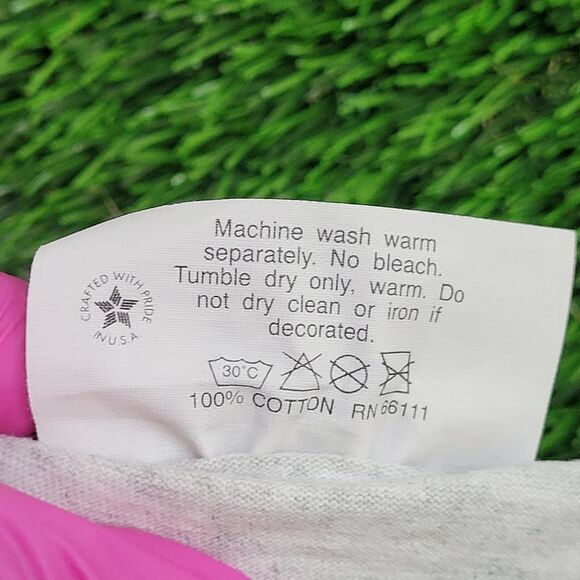 Machine wash warm
separately. No bleach.
Tumble dry only, warm. Do
not dry clean or iron if
decorated.
CRAFTED WITH PRIDE
IN U.S.A
30°C
100% COTTON RN 66111